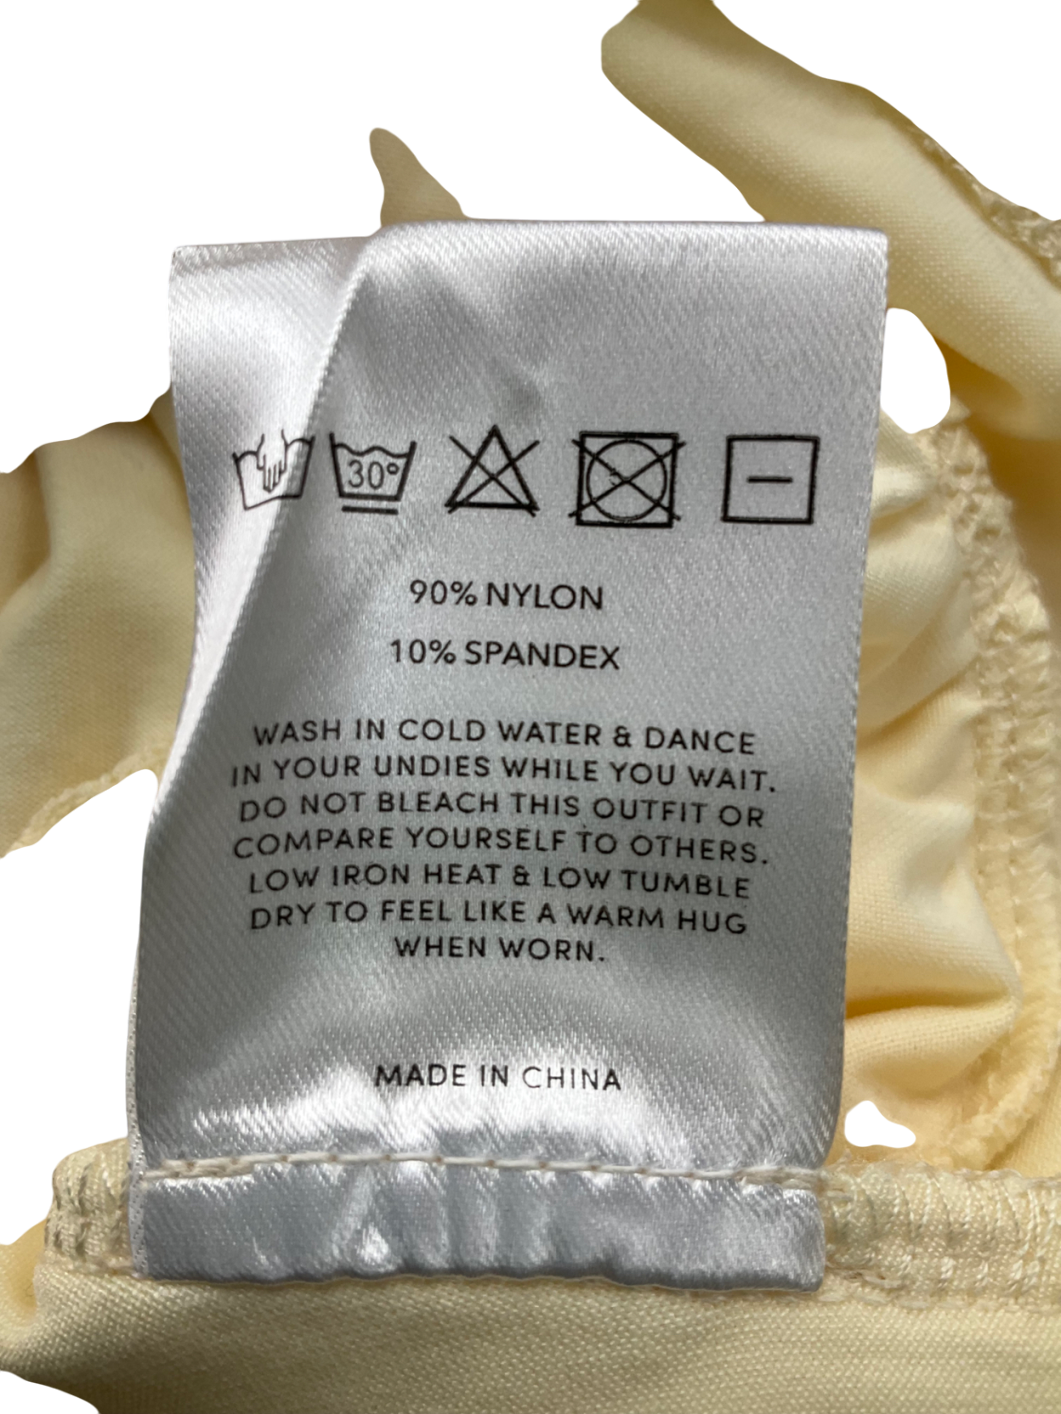 30°
90% NYLON
10% SPANDEX
WASH IN COLD WATER & DANCE
IN YOUR UNDIES WHILE YOU WAIT.
DO NOT BLEACH THIS OUTFIT OR
COMPARE YOURSELF TO OTHERS.
LOW IRON HEAT & LOW TUMBLE
DRY TO FEEL LIKE A WARM HUG
WHEN WORN.
MADE IN CHINA